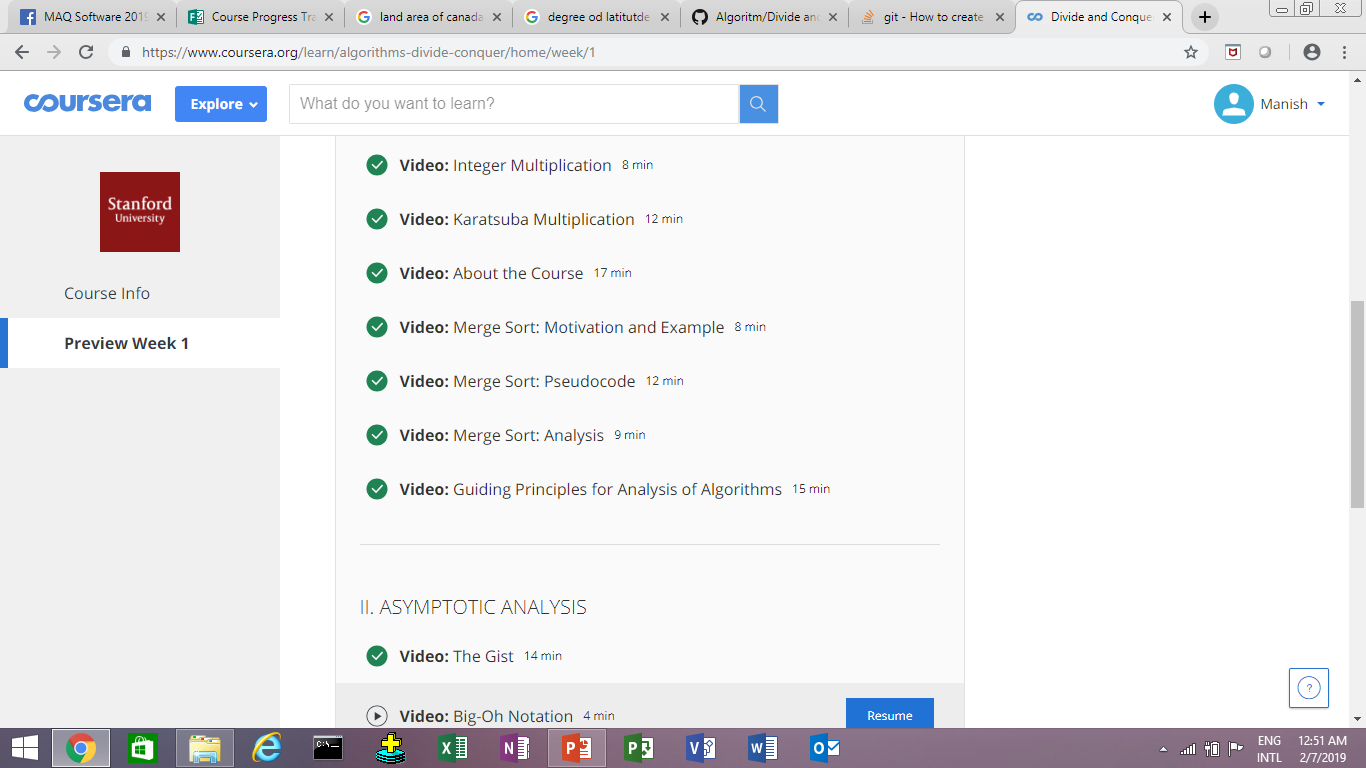 MAQ Software 2019
Course Progress Tra
land area of canada
degree od latitutde
Algoritm/Divide and
git - How to create
Divide and Conque
https://www.coursera.org/learn/algorithms-divide-conquer/home/week/1
coursera
Explore
What do you want to learn?
Manish
Stanford
University
Course Info
Preview Week 1
Video: Integer Multiplication 8 min
Video: Karatsuba Multiplication 12 min
Video: About the Course 17 min
Video: Merge Sort: Motivation and Example 8 min
Video: Merge Sort: Pseudocode 12 min
Video: Merge Sort: Analysis 9 min
Video: Guiding Principles for Analysis of Algorithms 15 min
II. ASYMPTOTIC ANALYSIS
Video: The Gist 14 min
Video: Big-Oh Notation 4 min
Resume
?
ENG
INTL
12:51 AM
2/7/2019